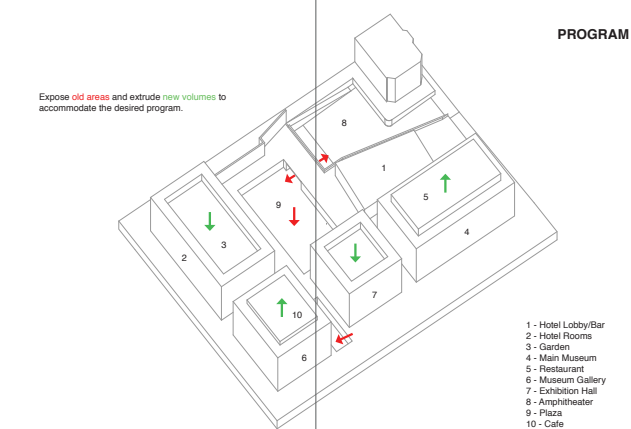 PROGRAM
Expose old areas and extrude new volumes to
accommodate the desired program.
8
1
5
9
4
3
2
7
10
6
1 - Hotel Lobby/Bar
2 - Hotel Rooms
3 - Garden
4 - Main Museum
5 - Restaurant
6 - Museum Gallery
7 - Exhibition Hall
8 - Amphitheater
9 - Plaza
10 - Cafe